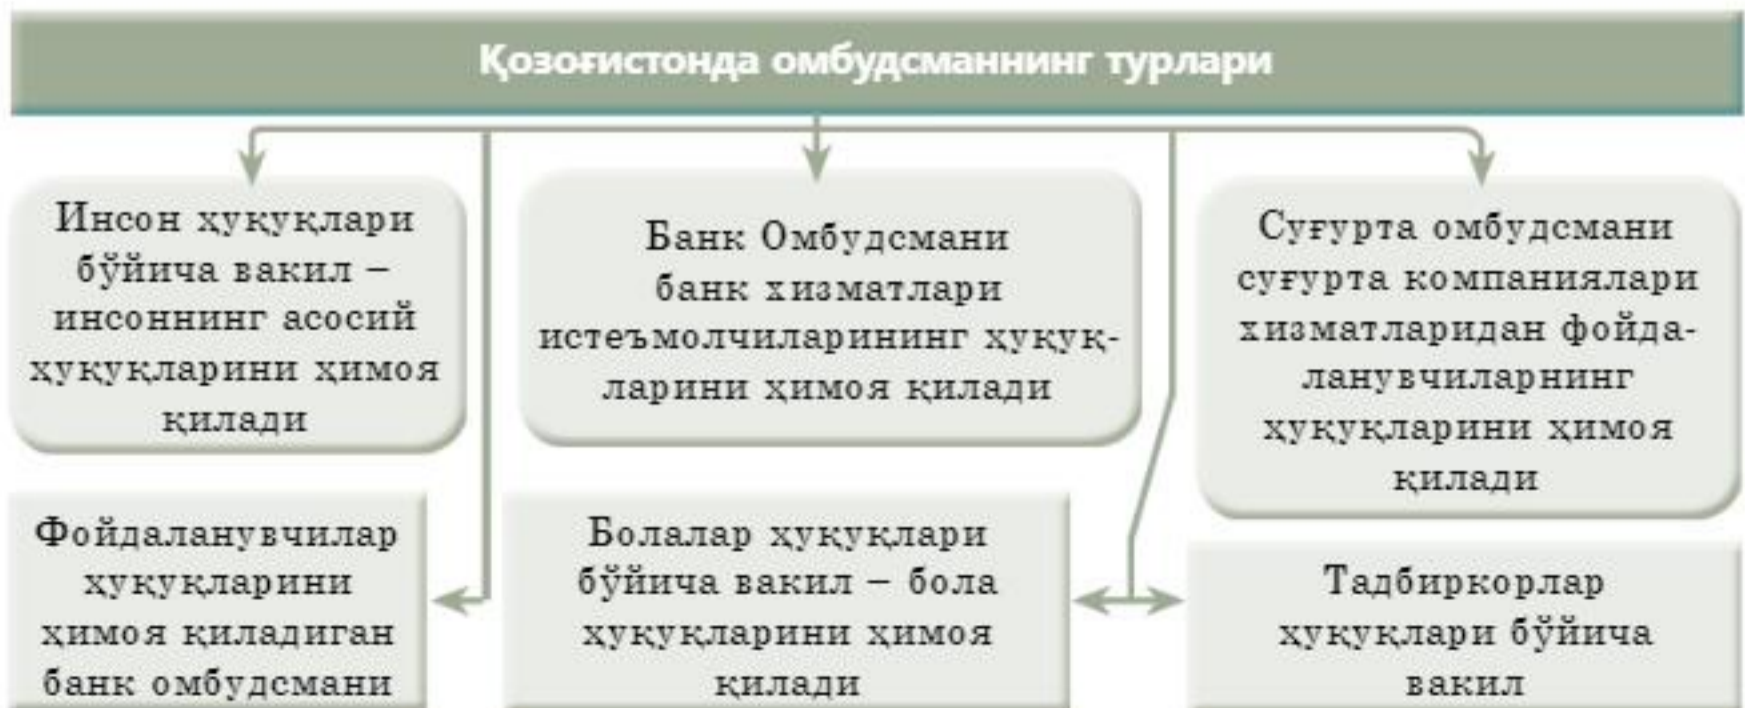 Қозоғистонда омбудсманнинг турлари
Инсон ҳуқуқлари
бўйича вакил –
инсоннинг асосий
ҳуқуқларини ҳимоя
қилади
Банк Омбудсмани
банк хизматлари
истеъмолчиларининг ҳуқуқ-
ларини ҳимоя қилади
Суғурта омбудсмани
суғурта компаниялари
хизматларидан фойда-
ланувчиларнинг
ҳуқуқларини ҳимоя
қилади
Фойдаланувчилар
ҳуқуқларини
ҳимоя қиладиган
банк омбудсмани
Болалар ҳуқуқлари
бўйича вакил – бола
ҳуқуқларини ҳимоя
қилади
Тадбиркорлар
ҳуқуқлари бўйича
вакил